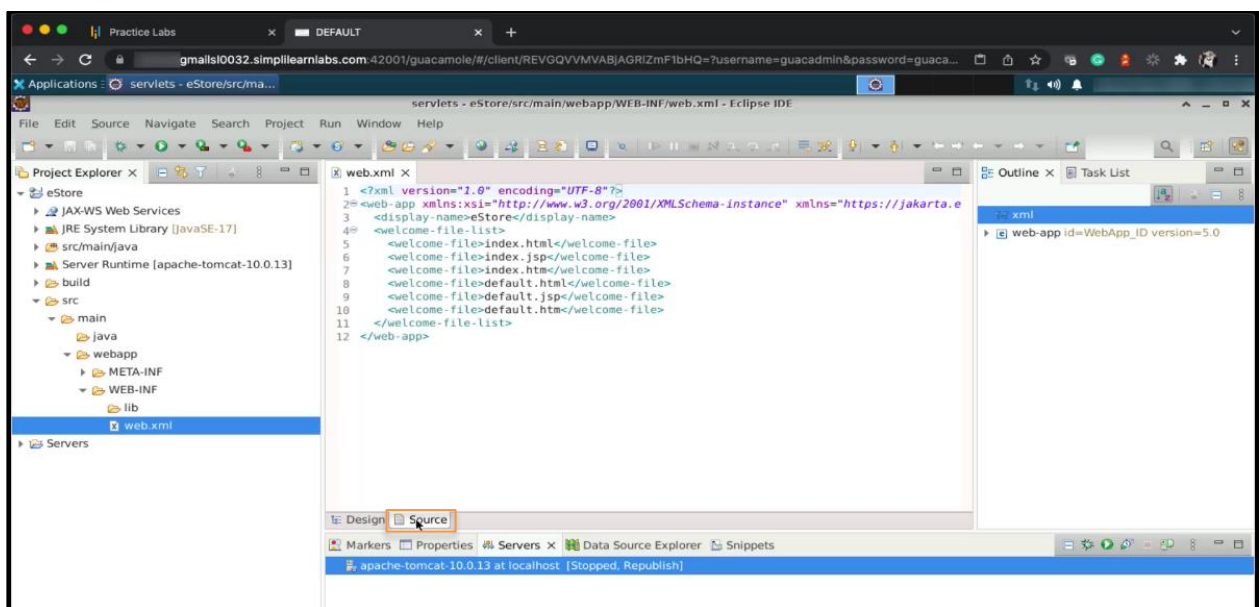 Practice Labs × DEFAULT × +
gmailsl0032.simplilearnlabs.com:42001/guacamole/#/client/REVGQVVMVABjAGRlZmF1bHQ=?username=guacadmin&password=guaca...
Applications servlets - eStore/src/ma...
servlets - eStore/src/main/webapp/WEB-INF/web.xml - Eclipse IDE
File Edit Source Navigate Search Project Run Window Help
Project Explorer ×
eStore
JAX-WS Web Services
JRE System Library [JavaSE-17]
src/main/java
Server Runtime [apache-tomcat-10.0.13]
build
src
main
java
webapp
META-INF
WEB-INF
lib
web.xml
Servers
web.xml ×
1 <?xml version="1.0" encoding="UTF-8"?>
2 <web-app xmlns:xsi="http://www.w3.org/2001/XMLSchema-instance" xmlns="https://jakarta.e
3 <display-name>eStore</display-name>
4 <welcome-file-list>
5 <welcome-file>index.html</welcome-file>
6 <welcome-file>index.jsp</welcome-file>
7 <welcome-file>index.htm</welcome-file>
8 <welcome-file>default.html</welcome-file>
9 <welcome-file>default.jsp</welcome-file>
10 <welcome-file>default.htm</welcome-file>
11 </welcome-file-list>
12 </web-app>
Design Source
Outline × Task List
xml
web-app id=WebApp_ID version=5.0
Markers Properties Servers × Data Source Explorer Snippets
apache-tomcat-10.0.13 at localhost [Stopped, Republish]